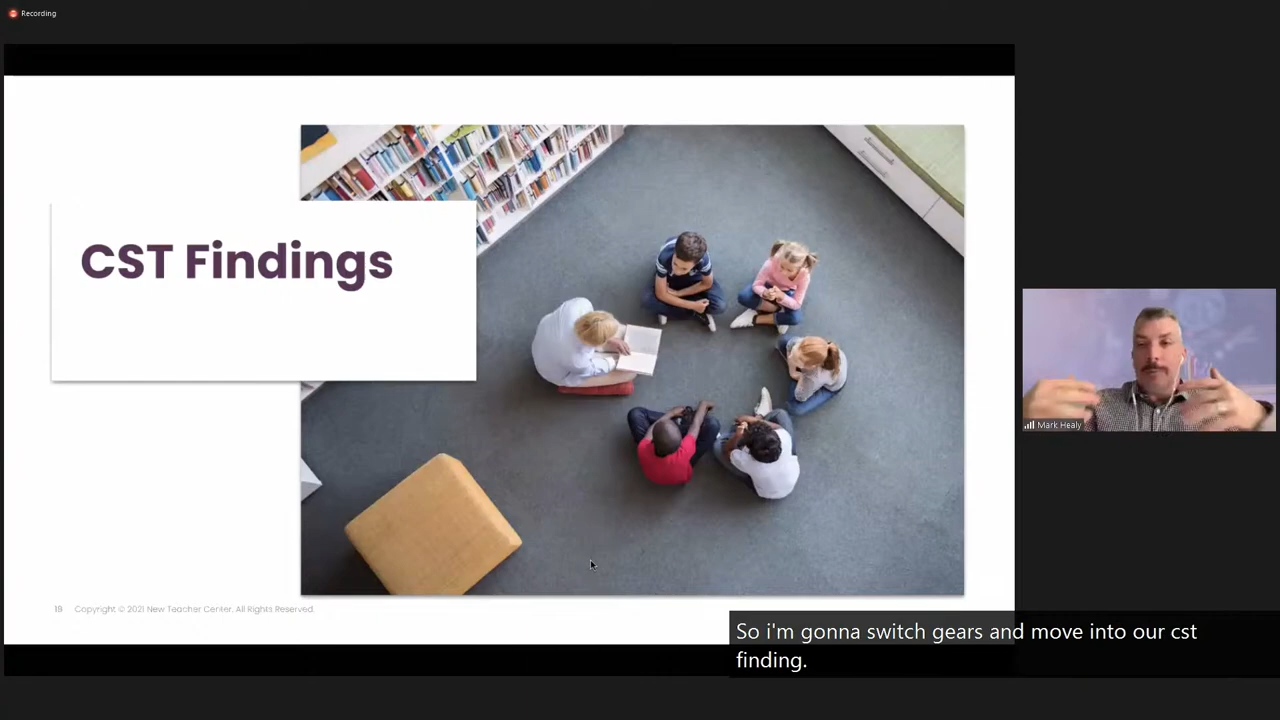 Recording
CST Findings
Mark Healy
19 Copyright © 2021 New Teacher Center. All Rights Reserved.
So i'm gonna switch gears and move into our cst
finding.